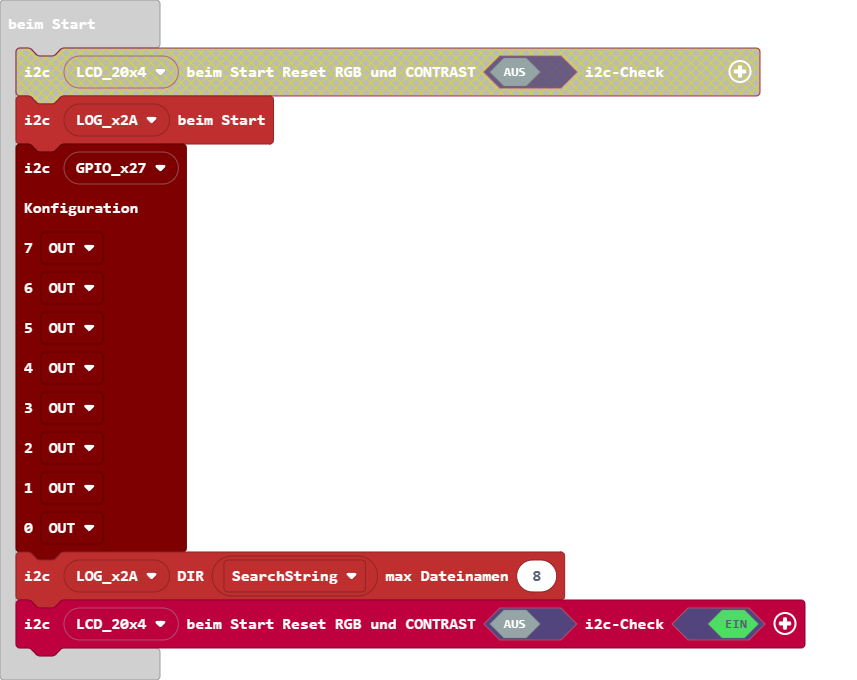 beim Start
i2c LCD_20x4 beim Start Reset RGB und CONTRAST AUS i2c-Check
i2c LOG_x2A beim Start
i2c GPIO_x27
Konfiguration
7 OUT
6 OUT
5 OUT
4 OUT
3 OUT
2 OUT
1 OUT
0 OUT
i2c LOG_x2A DIR SearchString max Dateinamen 8
i2c LCD_20x4 beim Start Reset RGB und CONTRAST AUS i2c-Check EIN